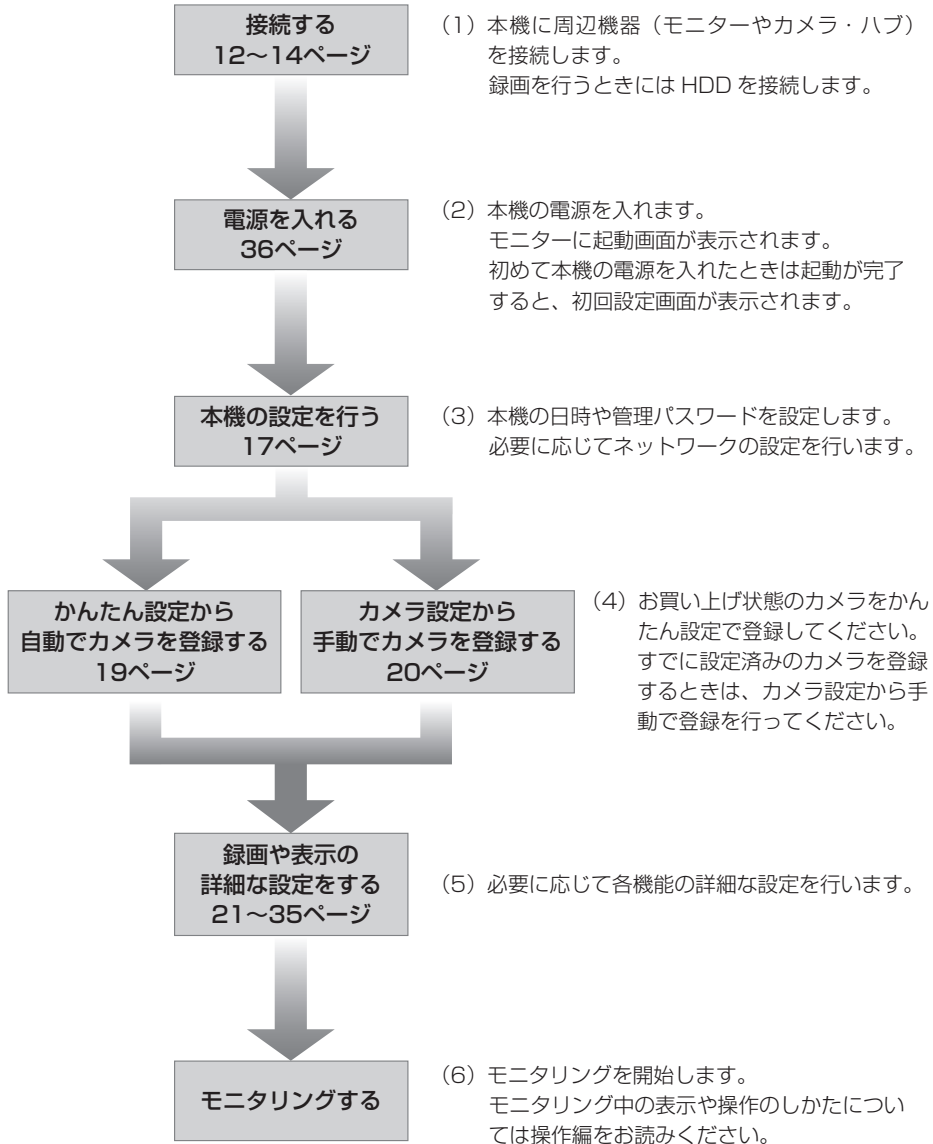 接続する
12〜14ページ
（1）本機に周辺機器（モニターやカメラ・ハブ）
を接続します。
録画を行うときには HDD を接続します。
電源を入れる
36ページ
（2）本機の電源を入れます。
モニターに起動画面が表示されます。
初めて本機の電源を入れたときは起動が完了
すると、初回設定画面が表示されます。
本機の設定を行う
17ページ
（3）本機の日時や管理パスワードを設定します。
必要に応じてネットワークの設定を行います。
かんたん設定から
自動でカメラを登録する
19ページ
カメラ設定から
手動でカメラを登録する
20ページ
（4）お買い上げ状態のカメラをかん
たん設定で登録してください。
すでに設定済みのカメラを登録
するときは、カメラ設定から手
動で登録を行ってください。
録画や表示の
詳細な設定をする
21〜35ページ
（5）必要に応じて各機能の詳細な設定を行います。
モニタリングする
（6）モニタリングを開始します。
モニタリング中の表示や操作のしかたについ
ては操作編をお読みください。